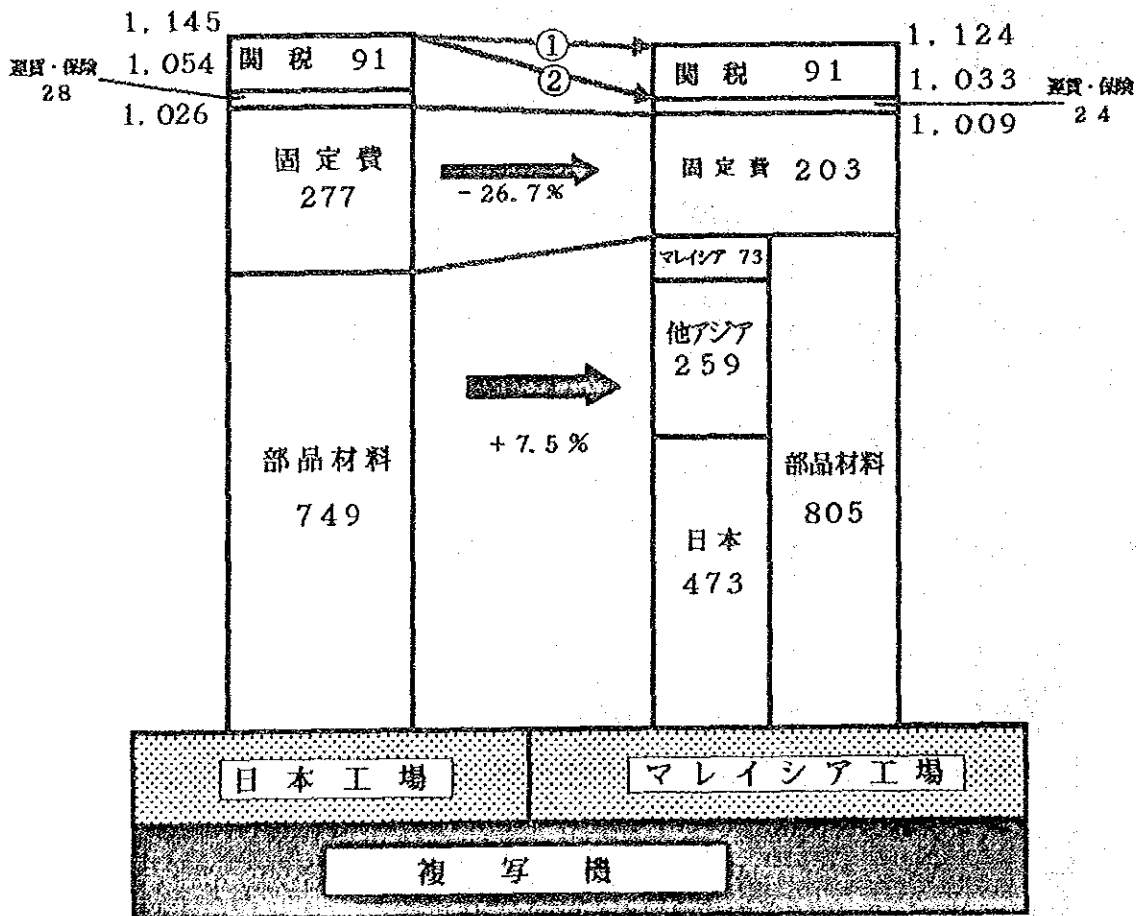 1,145
関税 91
①
②
1,124
運賃・保険
28
1,054
関税 91
1,033
運賃・保険
24
1,026
1,009
固定費
277
-26.7%
固定費 203
マレイシア 73
他アジア
259
+7.5%
部品材料
749
部品材料
805
日本
473
日本工場
マレイシア工場
複写機